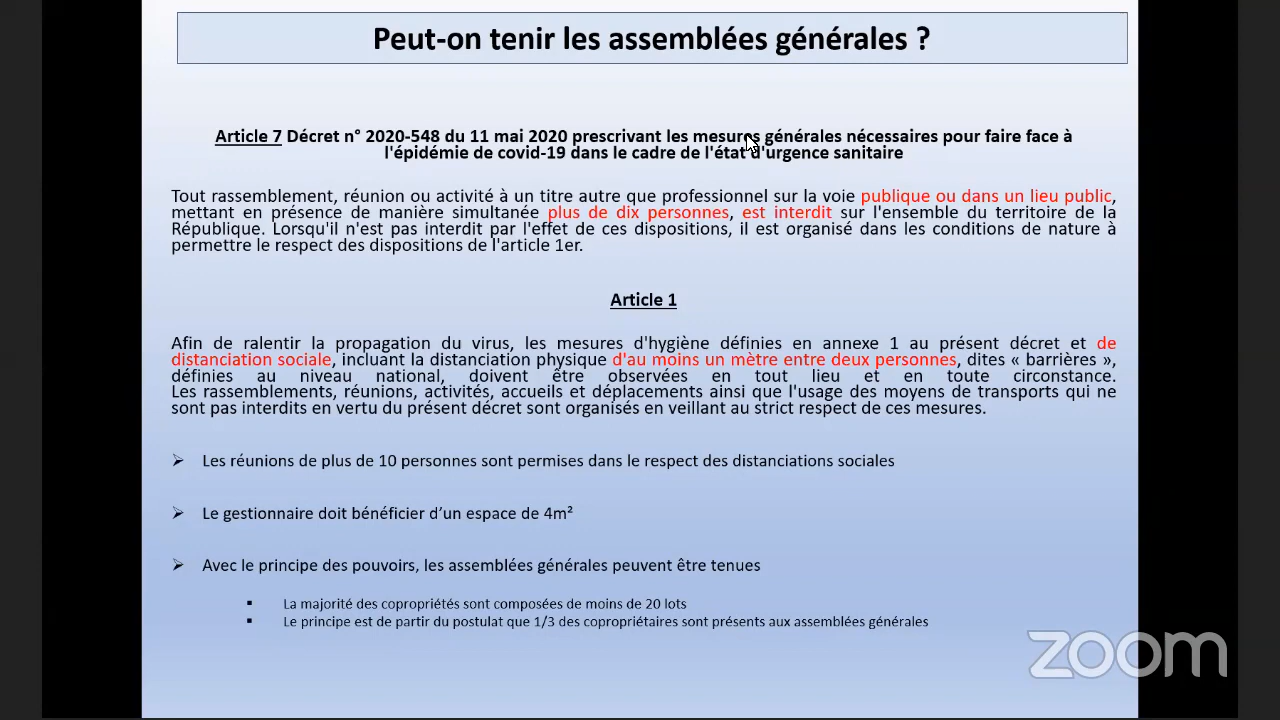 Peut-on tenir les assemblées générales ?
Article 7 Décret n° 2020-548 du 11 mai 2020 prescrivant les mesures générales nécessaires pour faire face à
l'épidémie de covid-19 dans le cadre de l'état d'urgence sanitaire
Tout rassemblement, réunion ou activité à un titre autre que professionnel sur la voie publique ou dans un lieu public,
mettant en présence de manière simultanée plus de dix personnes, est interdit sur l'ensemble du territoire de la
République. Lorsqu'il n'est pas interdit par l'effet de ces dispositions, il est organisé dans les conditions de nature à
permettre le respect des dispositions de l'article 1er.
Article 1
Afin de ralentir la propagation du virus, les mesures d'hygiène définies en annexe 1 au présent décret et de
distanciation sociale, incluant la distanciation physique d'au moins un mètre entre deux personnes, dites « barrières »,
définies au niveau national, doivent être observées en tout lieu et en toute circonstance.
Les rassemblements, réunions, activités, accueils et déplacements ainsi que l'usage des moyens de transports qui ne
sont pas interdits en vertu du présent décret sont organisés en veillant au strict respect de ces mesures.
➢ Les réunions de plus de 10 personnes sont permises dans le respect des distanciations sociales
➢ Le gestionnaire doit bénéficier d’un espace de 4m²
➢ Avec le principe des pouvoirs, les assemblées générales peuvent être tenues
▪ La majorité des copropriétés sont composées de moins de 20 lots
▪ Le principe est de partir du postulat que 1/3 des copropriétaires sont présents aux assemblées générales
zoom